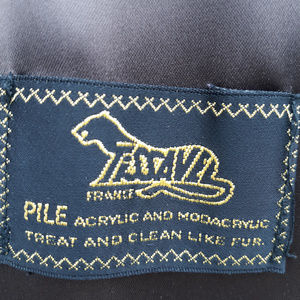 TISSAVEL
FRANCE
PILE ACRYLIC AND MODACRYLIC
TREAT AND CLEAN LIKE FUR.